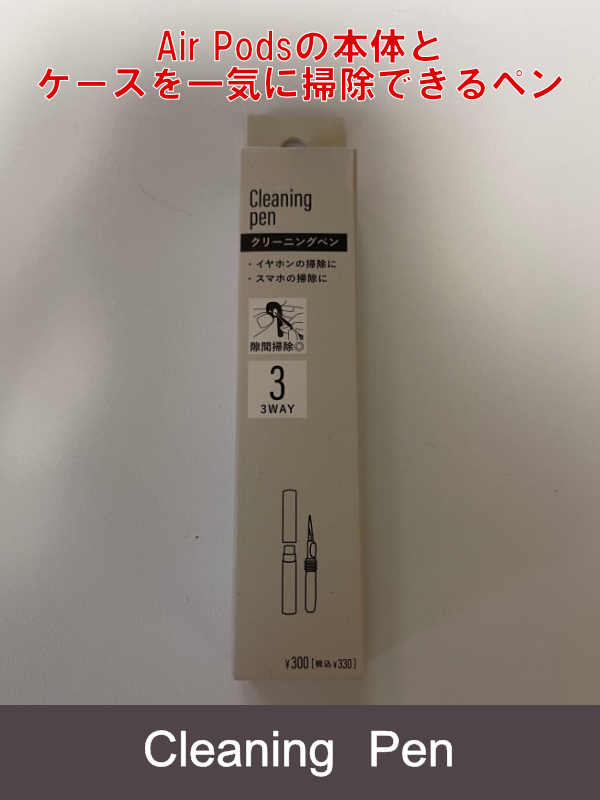 Air Podsの本体と
ケースを一気に掃除できるペン
Cleaning
pen
クリーニングペン
・イヤホンの掃除に
・スマホの掃除に
隙間掃除◎
3
3WAY
¥300[税込¥330]
Cleaning Pen